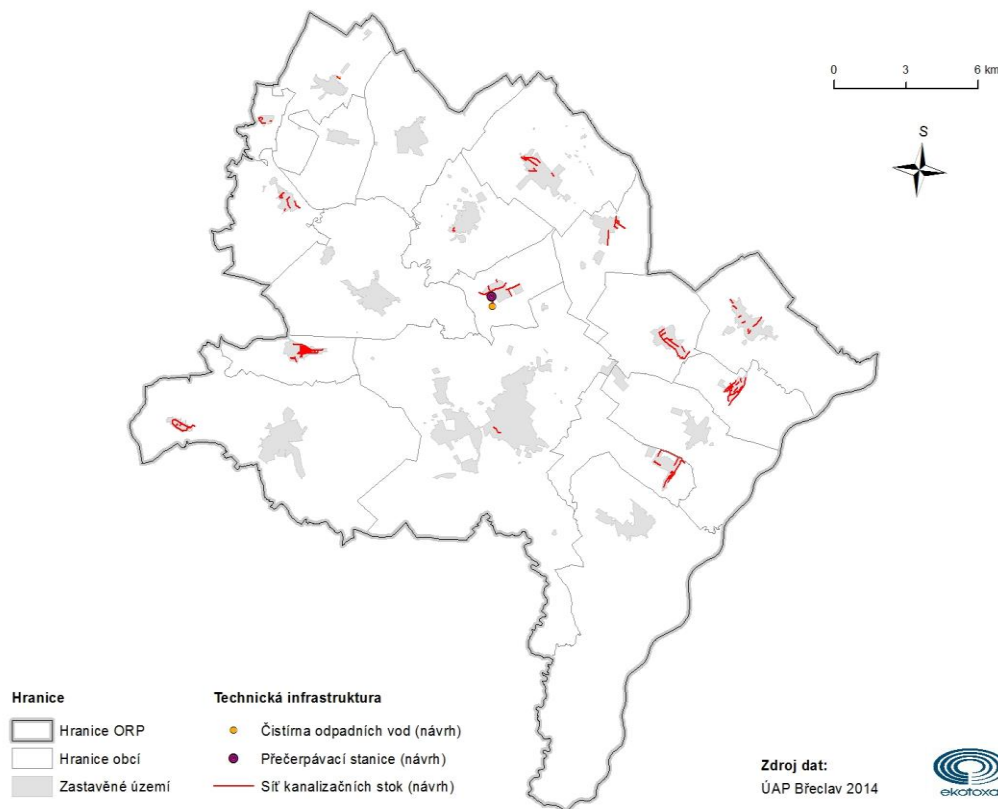 0 3 6 km
S
Hranice
Hranice ORP
Hranice obcí
Zastavěné území
Technická infrastruktura
Čistírna odpadních vod (návrh)
Přečerpávací stanice (návrh)
Síť kanalizačních stok (návrh)
Zdroj dat:
ÚAP Břeclav 2014
ekotoxa